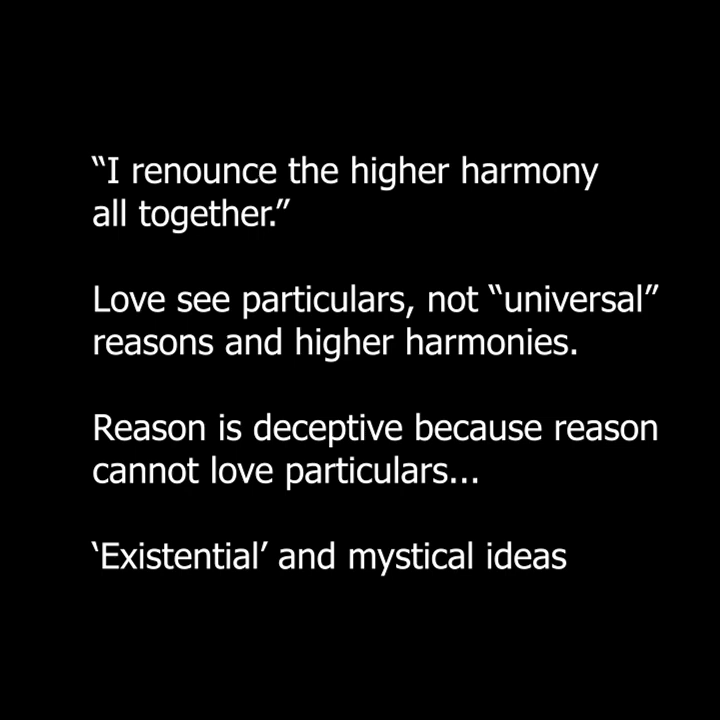 “I renounce the higher harmony
all together.”
Love see particulars, not “universal”
reasons and higher harmonies.
Reason is deceptive because reason
cannot love particulars...
‘Existential’ and mystical ideas